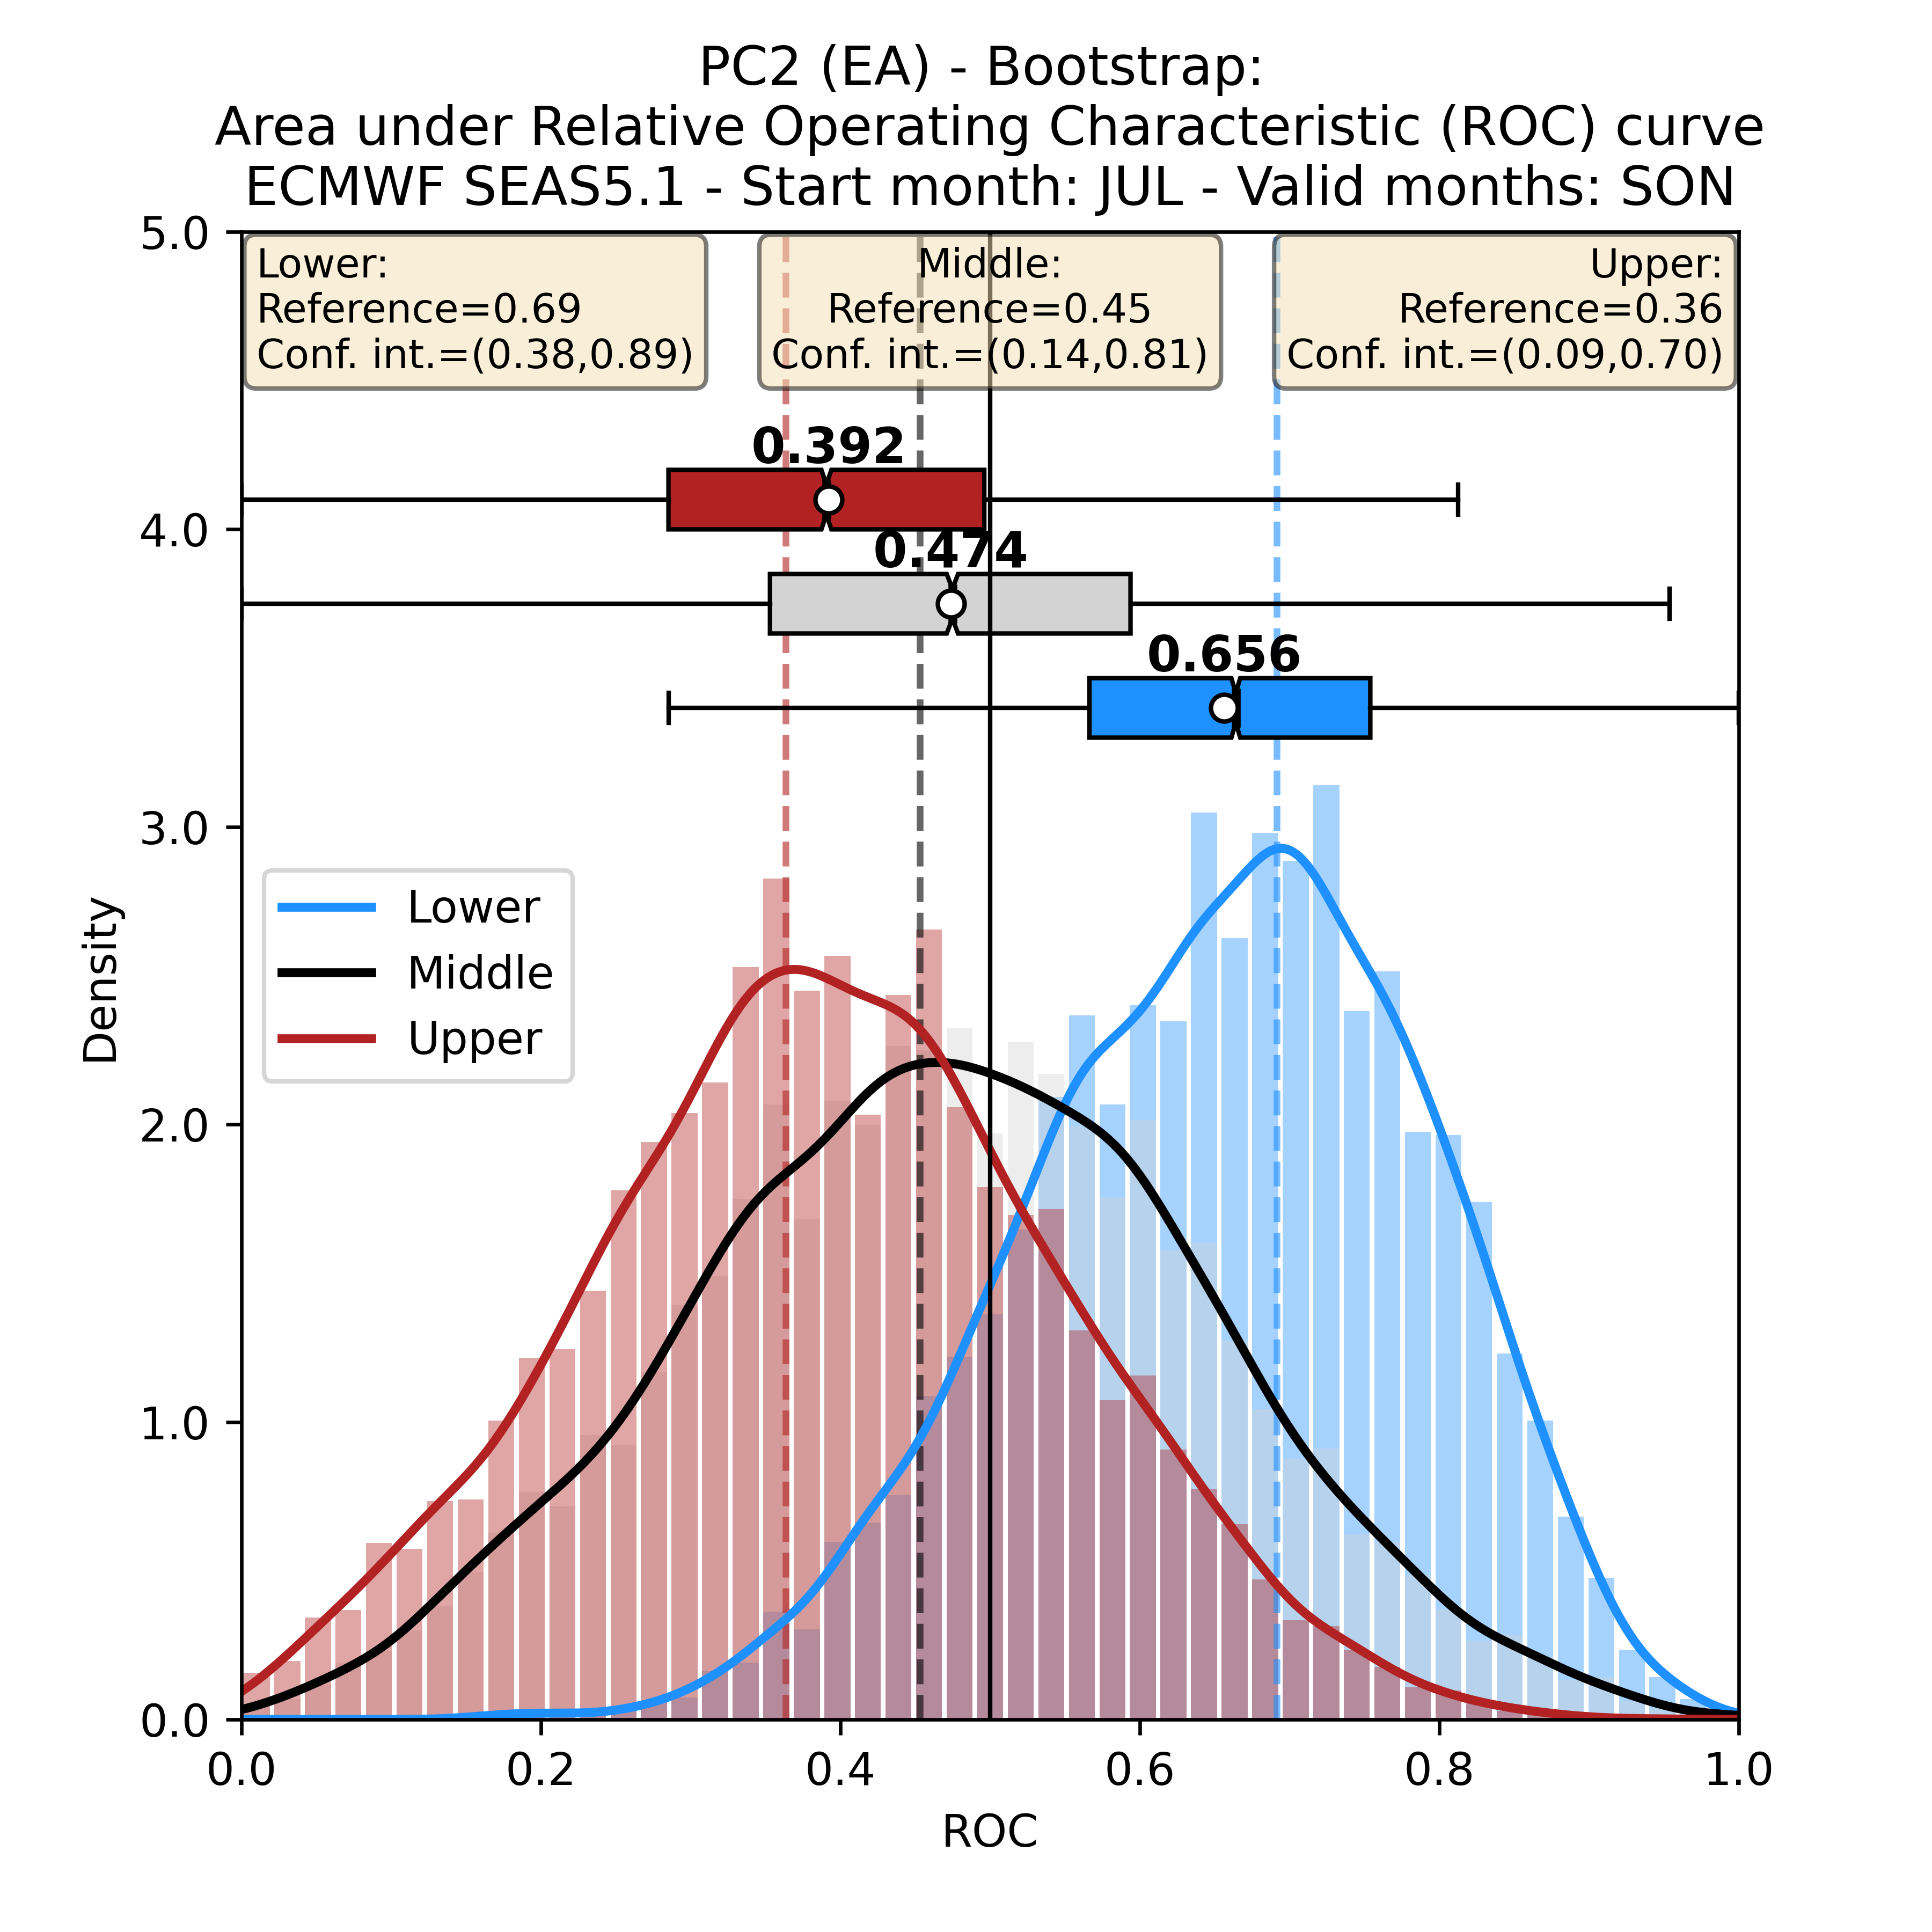 PC2 (EA) - Bootstrap:
Area under Relative Operating Characteristic (ROC) curve
ECMWF SEAS5.1 - Start month: JUL - Valid months: SON
5.0
Lower:
Reference=0.69
Conf. int.=(0.38,0.89)
Middle:
Reference=0.45
Conf. int.=(0.14,0.81)
Upper:
Reference=0.36
Conf. int.=(0.09,0.70)
0.392
4.0
0.474
0.656
3.0
Lower
Middle
Upper
Density
2.0
1.0
0.0
0.0
0.2
0.4
0.6
0.8
1.0
ROC